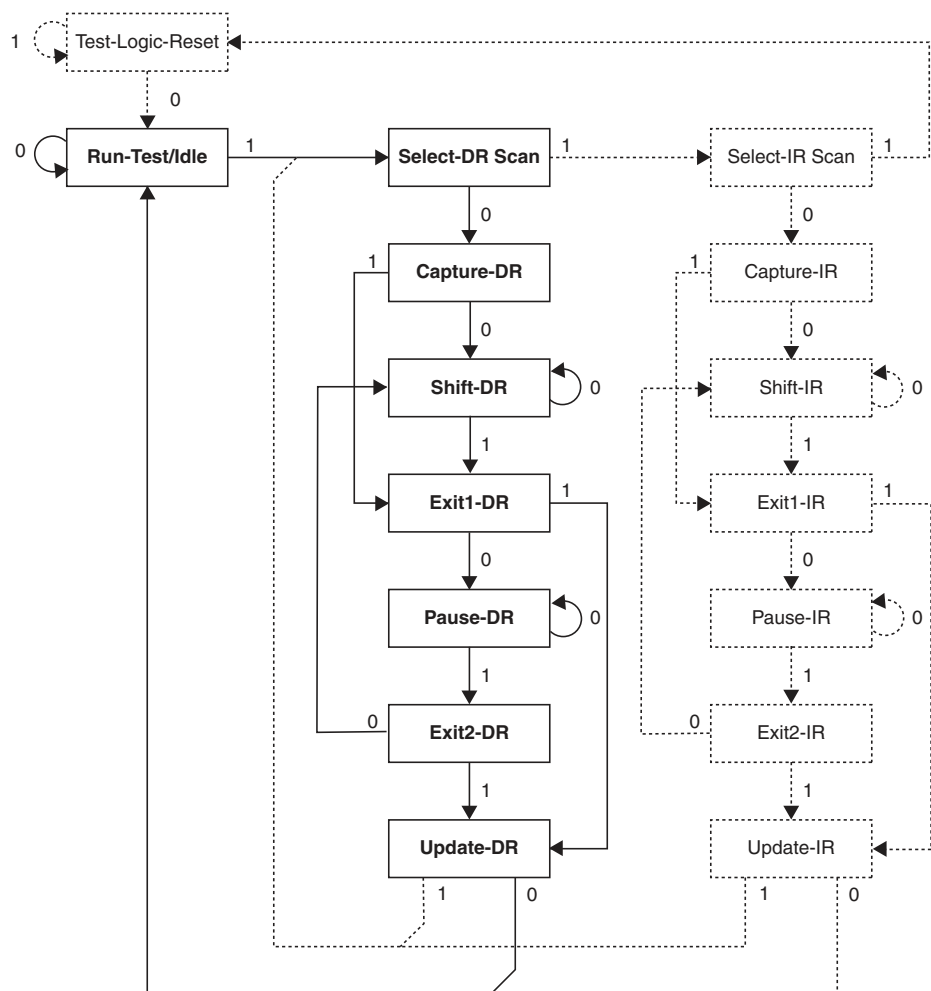 1
Test-Logic-Reset
0
0
Run-Test/Idle
1
Select-DR Scan
1
Select-IR Scan
1
0
0
1
Capture-DR
1
Capture-IR
0
0
Shift-DR
0
Shift-IR
0
1
1
Exit1-DR
1
Exit1-IR
1
0
0
Pause-DR
0
Pause-IR
0
1
1
0
Exit2-DR
0
Exit2-IR
1
1
Update-DR
Update-IR
1
0
1
0